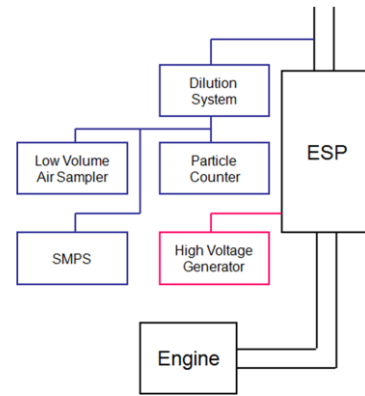 Dilution
System
ESP
Low Volume
Air Sampler
Particle
Counter
SMPS
High Voltage
Generator
Engine